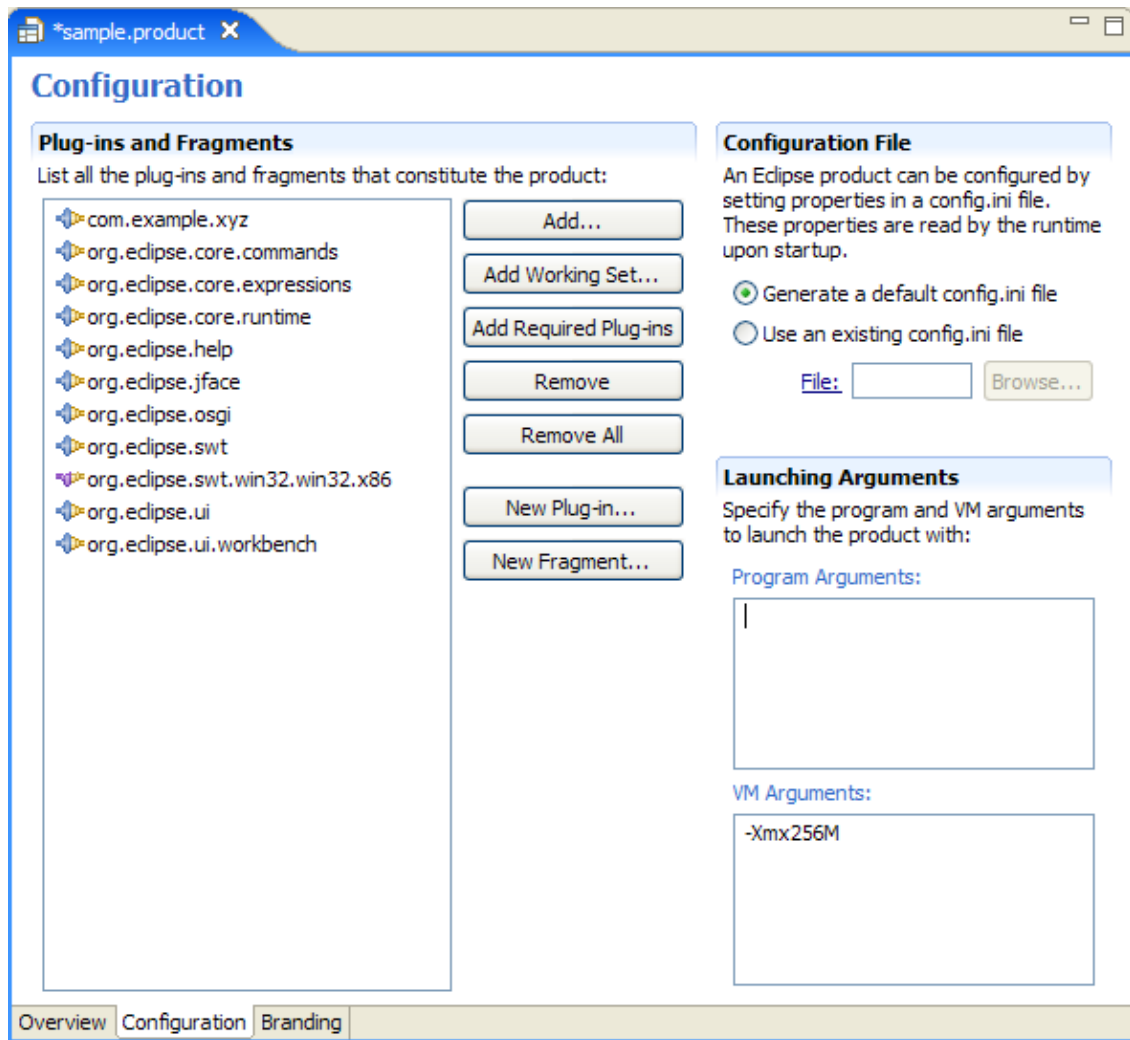 *sample.product
Configuration
Plug-ins and Fragments
List all the plug-ins and fragments that constitute the product:
com.example.xyz
org.eclipse.core.commands
org.eclipse.core.expressions
org.eclipse.core.runtime
org.eclipse.help
org.eclipse.jface
org.eclipse.osgi
org.eclipse.swt
org.eclipse.swt.win32.win32.x86
org.eclipse.ui
org.eclipse.ui.workbench
Add...
Add Working Set...
Add Required Plug-ins
Remove
Remove All
New Plug-in...
New Fragment...
Configuration File
An Eclipse product can be configured by
setting properties in a config.ini file.
These properties are read by the runtime
upon startup.
Generate a default config.ini file
Use an existing config.ini file
File:
Browse...
Launching Arguments
Specify the program and VM arguments
to launch the product with:
Program Arguments:
VM Arguments:
-Xmx256M
Overview
Configuration
Branding